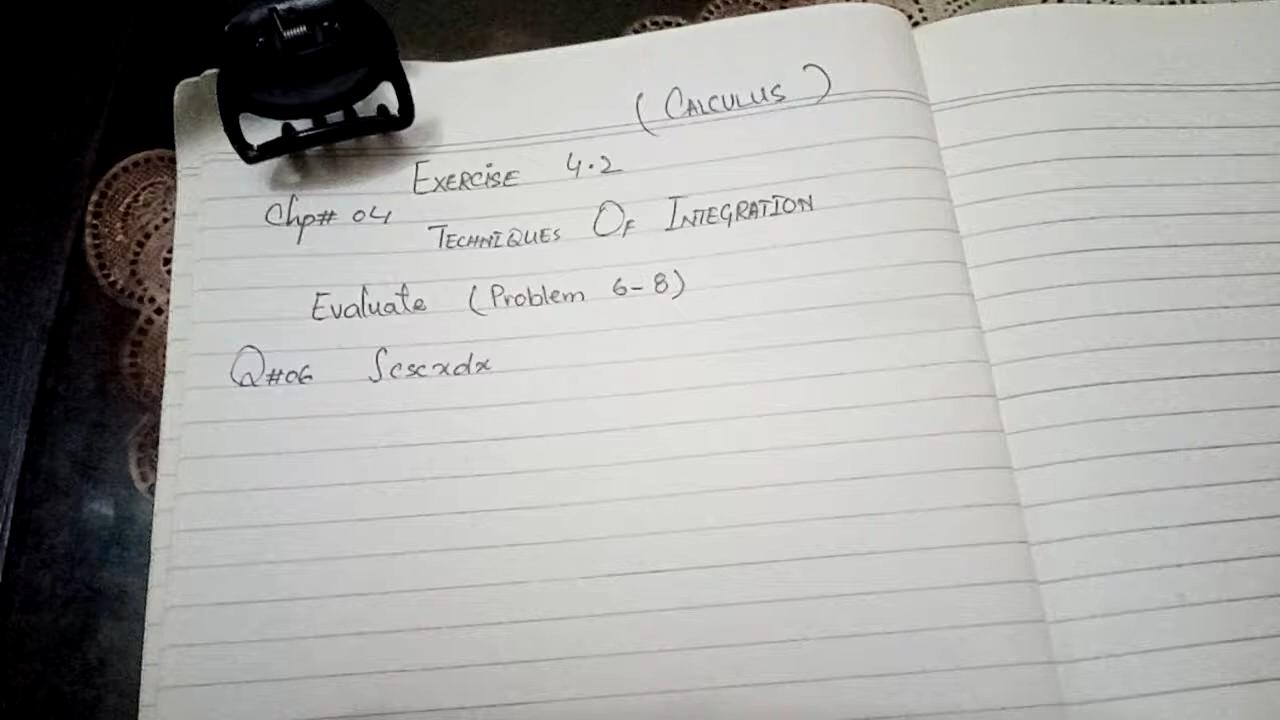 ( CALCULUS )
EXERCISE 4.2
Chp# 04
TECHNIQUES OF INTEGRATION
Evaluate (Problem 6-8)
Q#06 ∫cscxdx